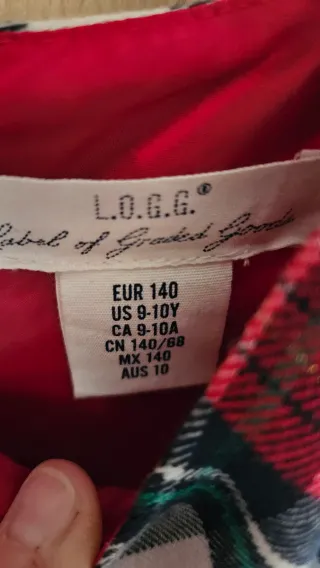 L.O.G.G.®
Label of Graded Goods
EUR 140
US 9-10Y
CA 9-10A
CN 140/68
MX 140
AUS 10